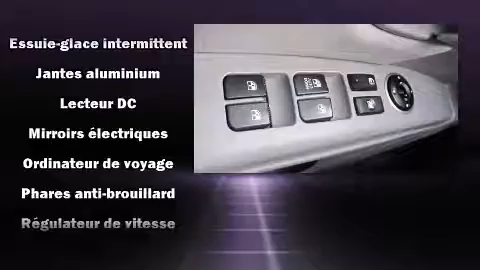 Essuie-glace intermittent
Jantes aluminium
Lecteur DC
Mirroirs électriques
Ordinateur de voyage
Phares anti-brouillard
Régulateur de vitesse